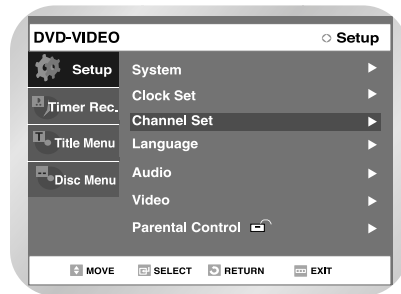 DVD-VIDEO
Setup
Setup
Timer Rec.
Title Menu
Disc Menu
System
Clock Set
Channel Set
Language
Audio
Video
Parental Control
MOVE SELECT RETURN EXIT